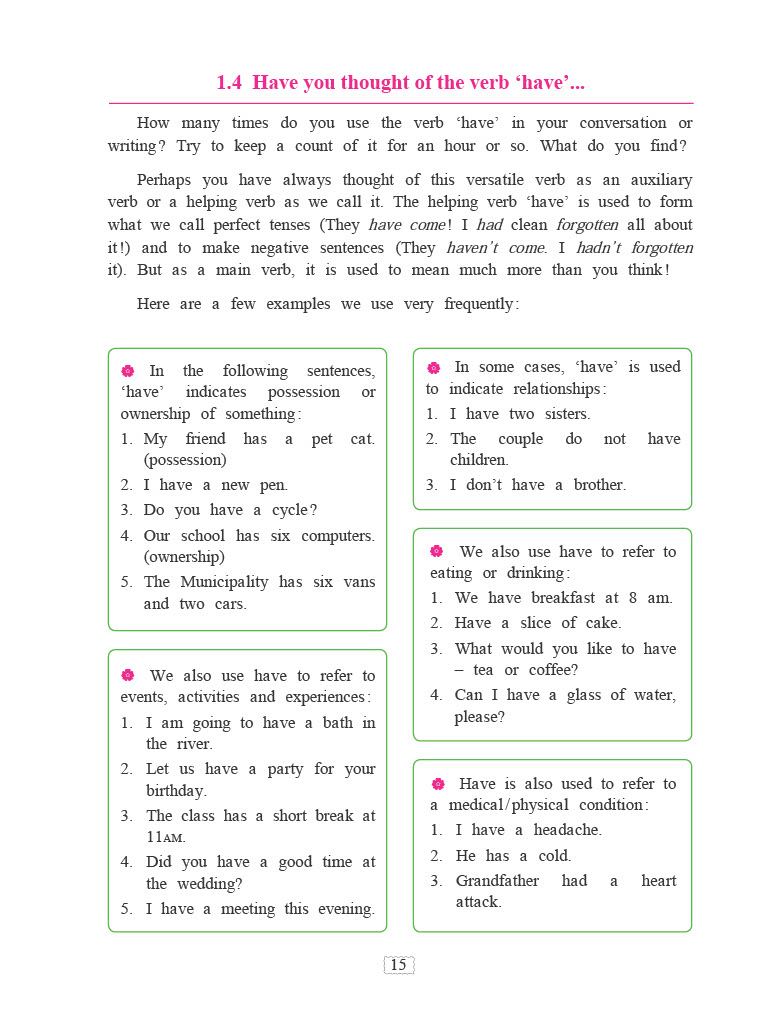 1.4 Have you thought of the verb ‘have’...
How many times do you use the verb ‘have’ in your conversation or
writing? Try to keep a count of it for an hour or so. What do you find?
Perhaps you have always thought of this versatile verb as an auxiliary
verb or a helping verb as we call it. The helping verb ‘have’ is used to form
what we call perfect tenses (They have come! I had clean forgotten all about
it!) and to make negative sentences (They haven’t come. I hadn’t forgotten
it). But as a main verb, it is used to mean much more than you think!
Here are a few examples we use very frequently:
In the following sentences,
‘have’ indicates possession or
ownership of something:
1. My friend has a pet cat.
(possession)
2. I have a new pen.
3. Do you have a cycle?
4. Our school has six computers.
(ownership)
5. The Municipality has six vans
and two cars.
We also use have to refer to
events, activities and experiences:
1. I am going to have a bath in
the river.
2. Let us have a party for your
birthday.
3. The class has a short break at
11AM.
4. Did you have a good time at
the wedding?
5. I have a meeting this evening.
In some cases, ‘have’ is used
to indicate relationships:
1. I have two sisters.
2. The couple do not have
children.
3. I don’t have a brother.
We also use have to refer to
eating or drinking:
1. We have breakfast at 8 am.
2. Have a slice of cake.
3. What would you like to have
– tea or coffee?
4. Can I have a glass of water,
please?
Have is also used to refer to
a medical/physical condition:
1. I have a headache.
2. He has a cold.
3. Grandfather had a heart
attack.
15